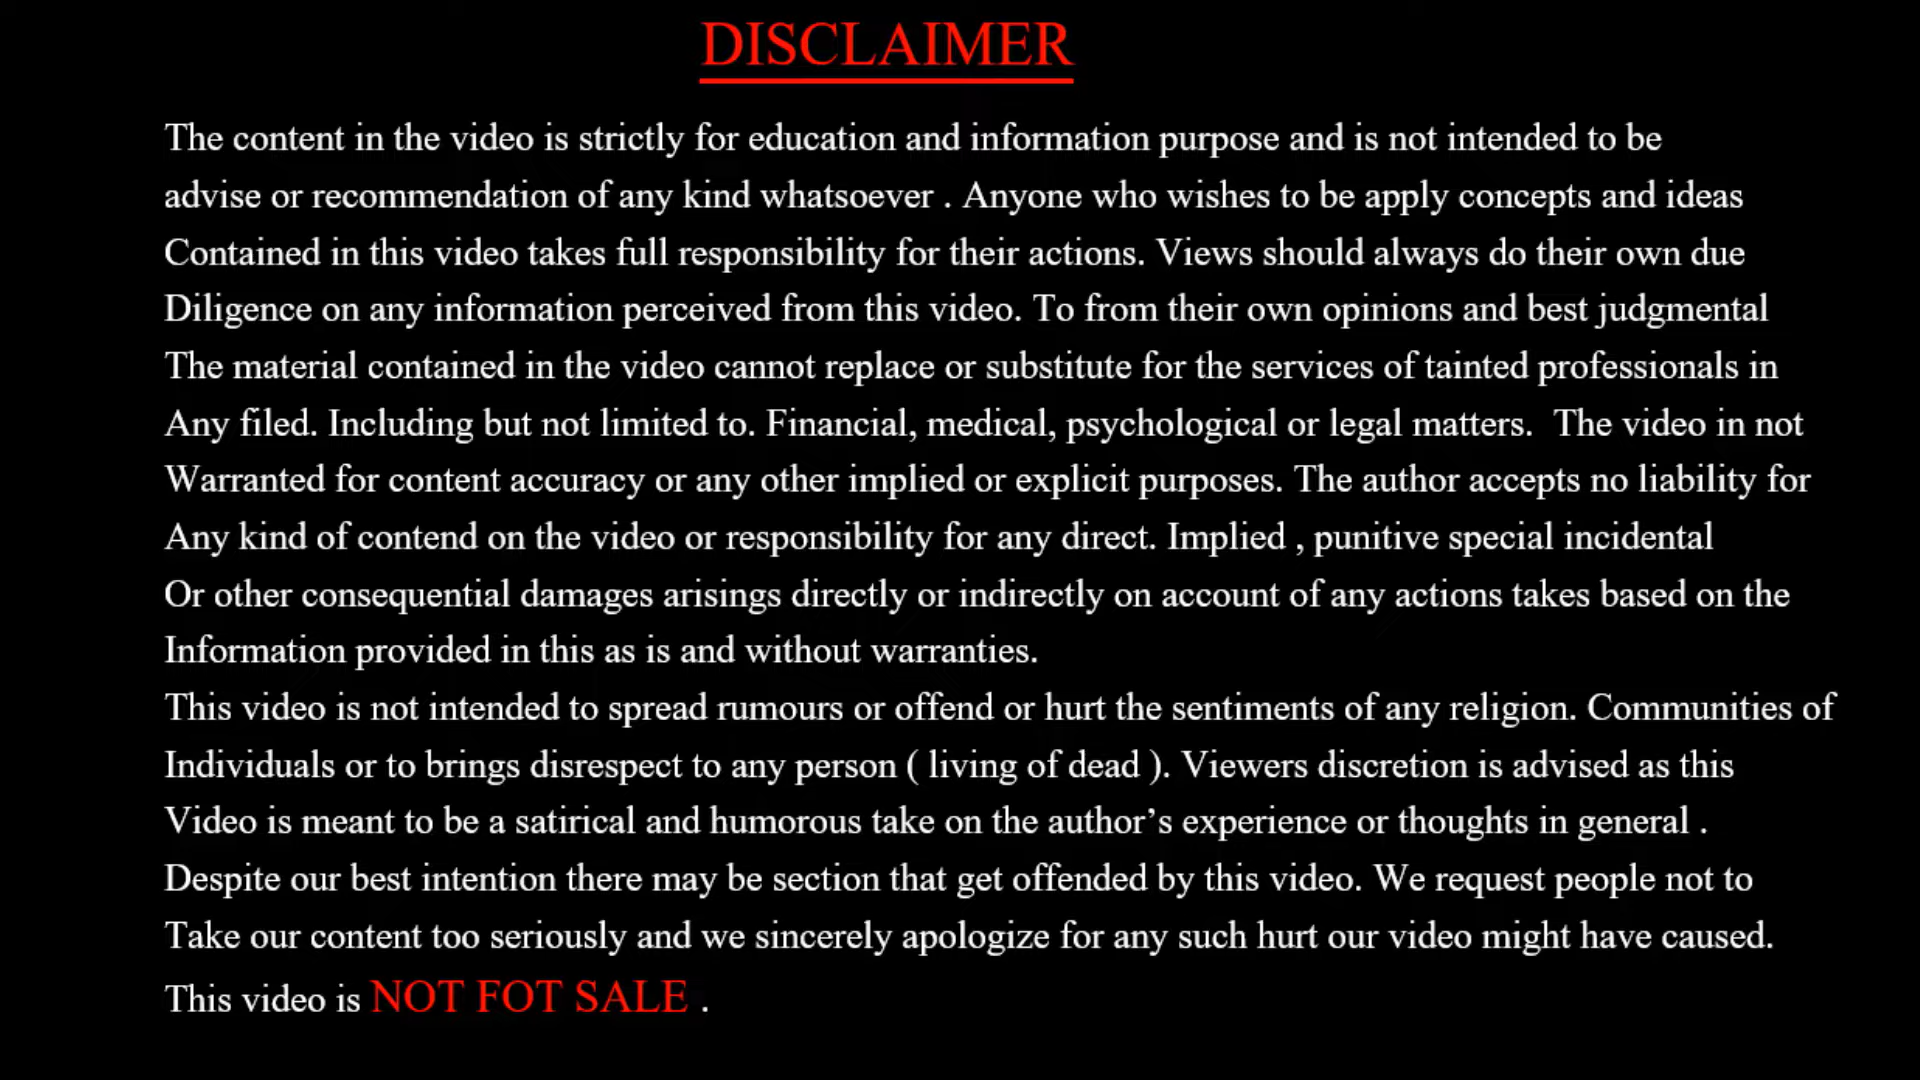 DISCLAIMER
The content in the video is strictly for education and information purpose and is not intended to be
advise or recommendation of any kind whatsoever . Anyone who wishes to be apply concepts and ideas
Contained in this video takes full responsibility for their actions. Views should always do their own due
Diligence on any information perceived from this video. To from their own opinions and best judgmental
The material contained in the video cannot replace or substitute for the services of tainted professionals in
Any filed. Including but not limited to. Financial, medical, psychological or legal matters.  The video in not
Warranted for content accuracy or any other implied or explicit purposes. The author accepts no liability for
Any kind of contend on the video or responsibility for any direct. Implied , punitive special incidental
Or other consequential damages arisings directly or indirectly on account of any actions takes based on the
Information provided in this as is and without warranties.
This video is not intended to spread rumours or offend or hurt the sentiments of any religion. Communities of
Individuals or to brings disrespect to any person ( living of dead ). Viewers discretion is advised as this
Video is meant to be a satirical and humorous take on the author’s experience or thoughts in general .
Despite our best intention there may be section that get offended by this video. We request people not to
Take our content too seriously and we sincerely apologize for any such hurt our video might have caused.
This video is NOT FOT SALE .